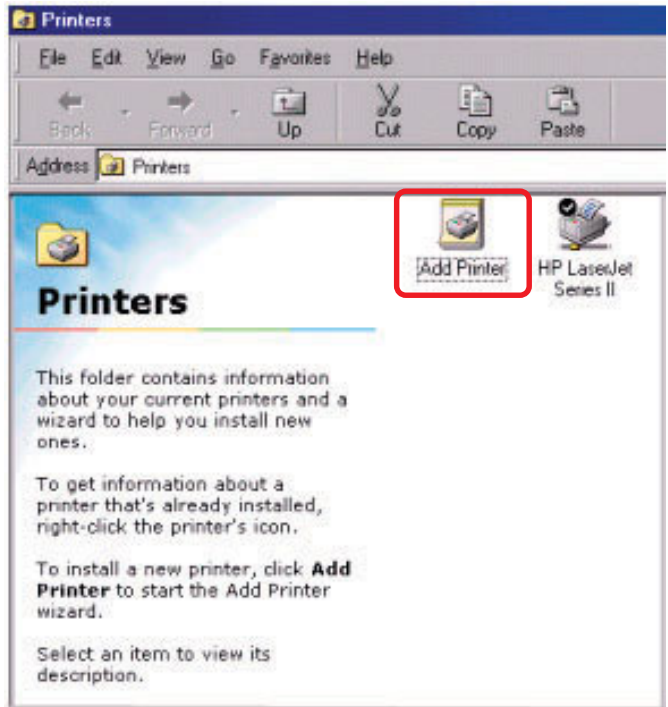 Printers
File Edit View Go Favorites Help
Back Forward Up Cut Copy Paste
Address Printers
Add Printer
HP LaserJet
Series II
Printers
This folder contains information
about your current printers and a
wizard to help you install new
ones.
To get information about a
printer that's already installed,
right-click the printer's icon.
To install a new printer, click Add
Printer to start the Add Printer
wizard.
Select an item to view its
description.